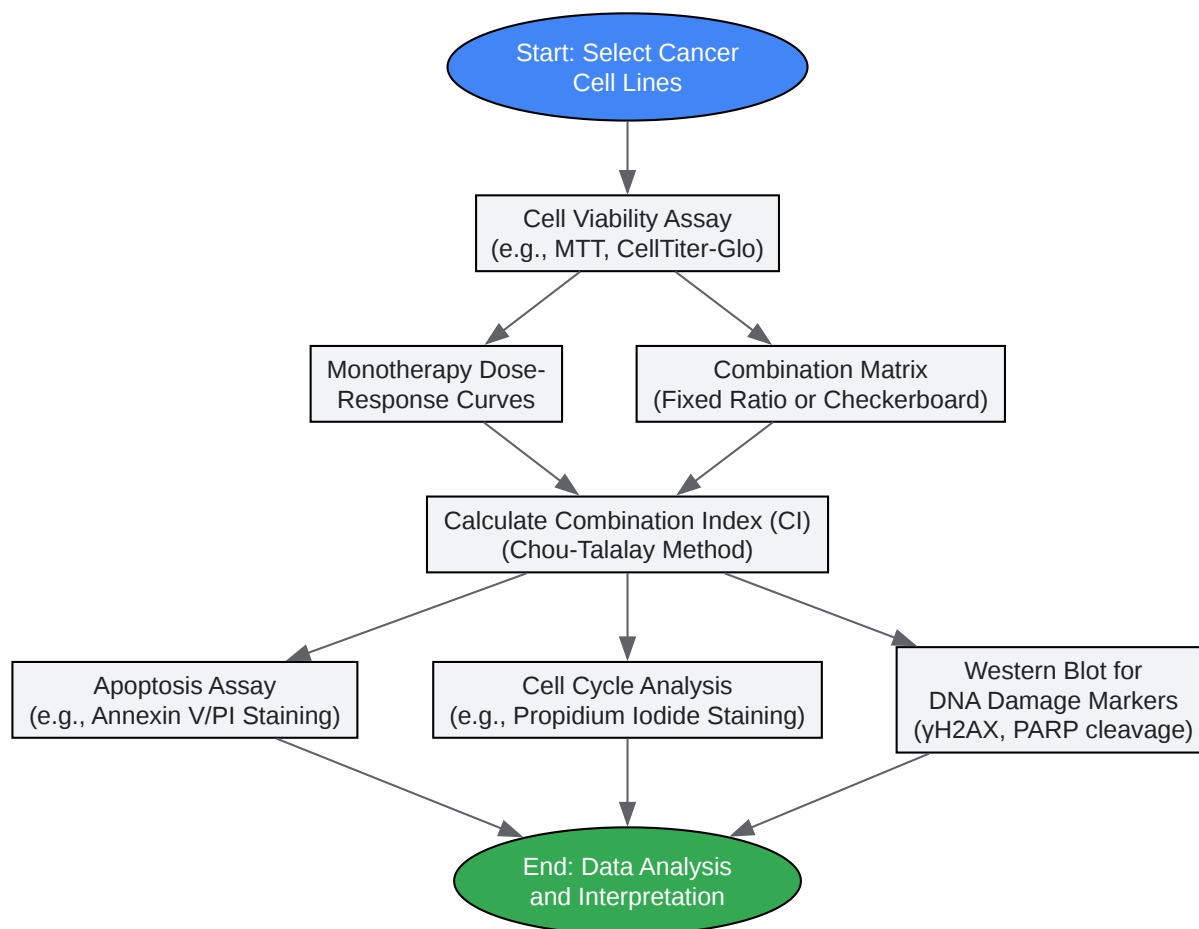 Start: Select Cancer
Cell Lines
Cell Viability Assay
(e.g., MTT, CellTiter-Glo)
Monotherapy Dose-
Response Curves
Combination Matrix
(Fixed Ratio or Checkerboard)
Calculate Combination Index (CI)
(Chou-Talalay Method)
Apoptosis Assay
(e.g., Annexin V/PI Staining)
Cell Cycle Analysis
(e.g., Propidium Iodide Staining)
Western Blot for
DNA Damage Markers
(γH2AX, PARP cleavage)
End: Data Analysis
and Interpretation